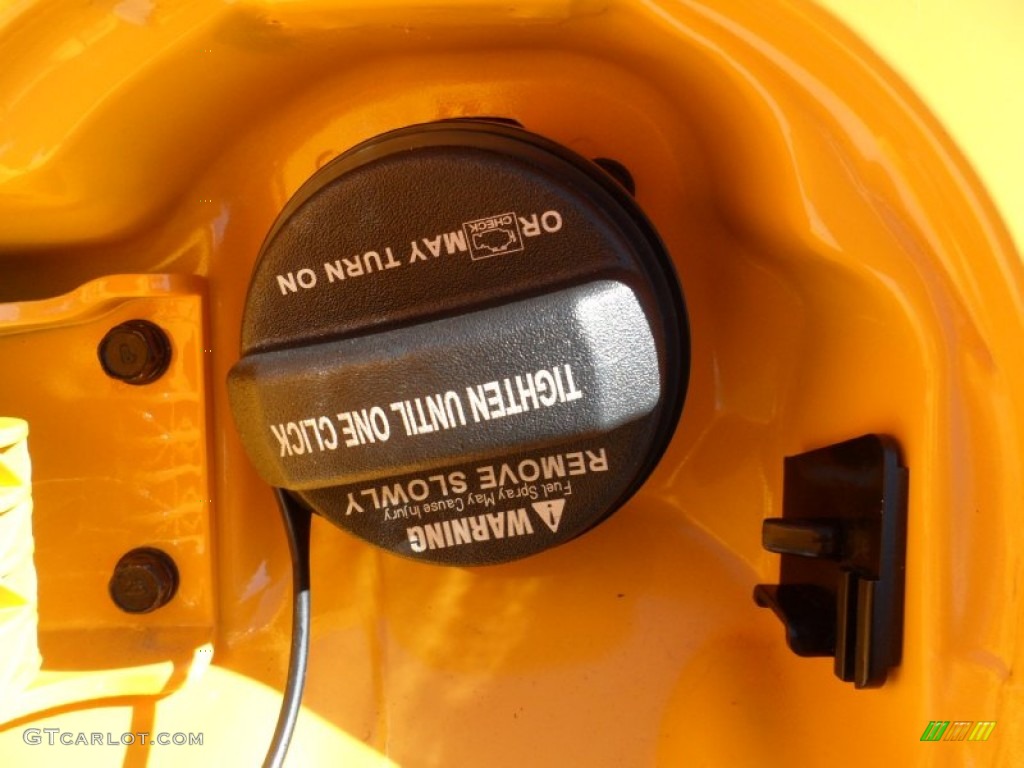 WARNING
Fuel Spray May Cause Injury
REMOVE SLOWLY
TIGHTEN UNTIL ONE CLICK
OR CHECK MAY TURN ON
GTCARLOT.COM